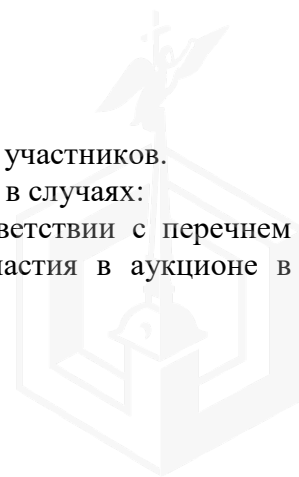 участников.
в случаях:
ветствии с перечнем
частия в аукционе в